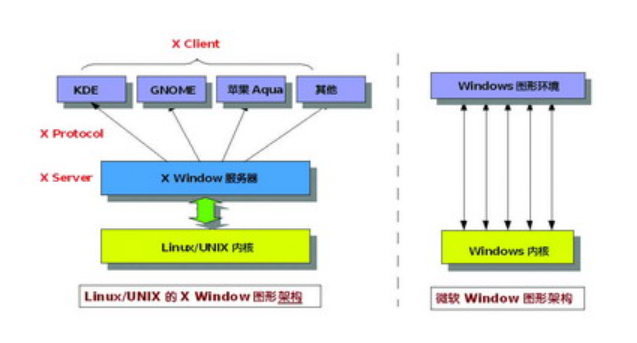 X Client
KDE
GNOME
苹果 Aqua
其他
X Protocol
X Server
X Window 服务器
Linux/UNIX 内核
Linux/UNIX 的 X Window 图形架构
Windows 图形环境
Windows 内核
微软 Window 图形架构